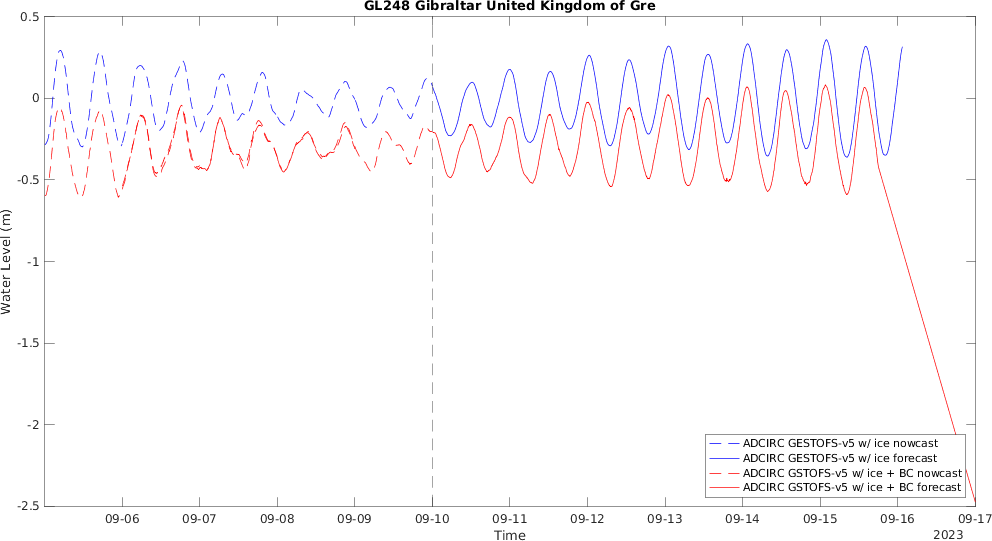 GL248 Gibraltar United Kingdom of Gre
0.5
0
-0.5
-1
-1.5
-2
-2.5
Water Level (m)
ADCIRC GESTOFS-v5 w/ ice nowcast
ADCIRC GESTOFS-v5 w/ ice forecast
ADCIRC GSTOFS-v5 w/ ice + BC nowcast
ADCIRC GSTOFS-v5 w/ ice + BC forecast
09-06 09-07 09-08 09-09 09-10 09-11 09-12 09-13 09-14 09-15 09-16 09-17
Time
2023